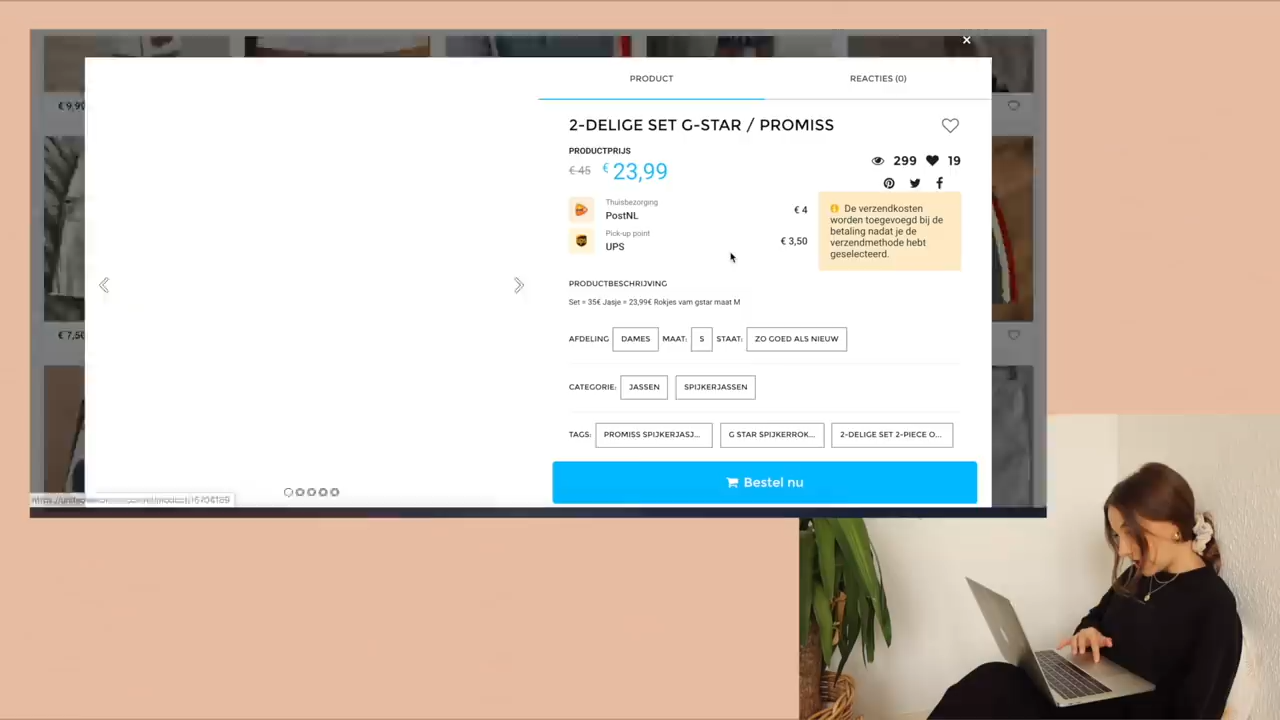 ×
PRODUCT
REACTIES (0)
2-DELIGE SET G-STAR / PROMISS
PRODUCTPRIJS
€ 45 € 23,99
299 19
Thuisbezorging
PostNL
€ 4
Pick-up point
UPS
€ 3,50
De verzendkosten
worden toegevoegd bij de
betaling nadat je de
verzendmethode hebt
geselecteerd.
PRODUCTBESCHRIJVING
Set = 35€ Jasje = 23,99€ Rokjes vam gstar maat M
AFDELING DAMES MAAT: S STAAT: ZO GOED ALS NIEUW
CATEGORIE: JASSEN SPIJKERJASSEN
TAGS: PROMISS SPIJKERJASJ... G STAR SPIJKERROK... 2-DELIGE SET 2-PIECE O...
Bestel nu
€ 9,99
€ 7,50